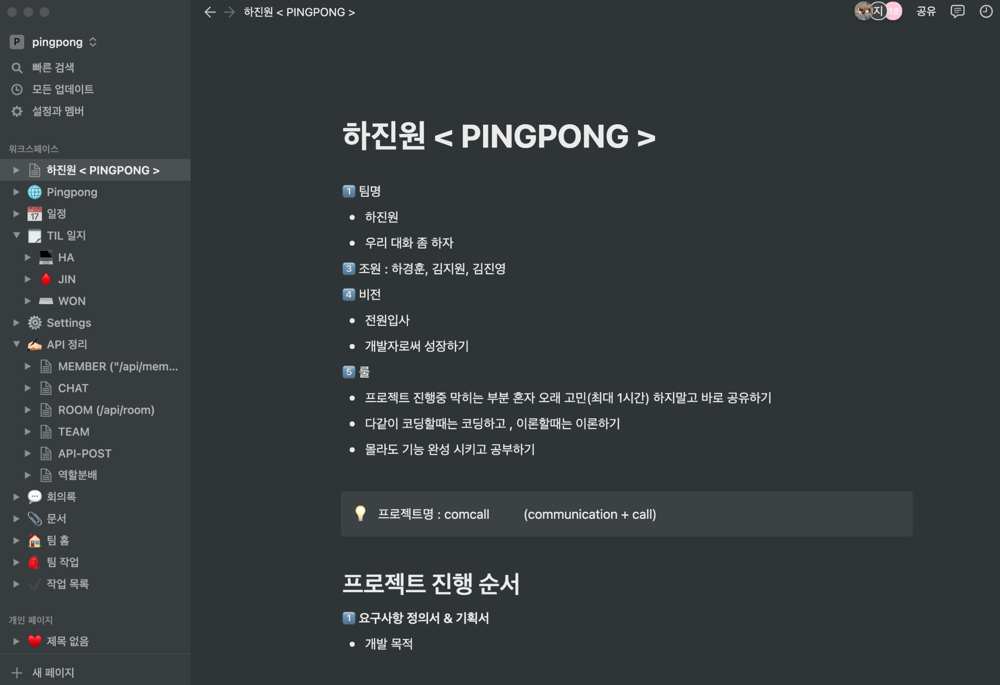 하진원 < PINGPONG >
지
경훈
공유
P pingpong
빠른 검색
모든 업데이트
설정과 멤버
워크스페이스
하진원 < PINGPONG >
Pingpong
17 일정
TIL 일지
HA
JIN
WON
Settings
API 정리
MEMBER ("/api/mem...
CHAT
ROOM (/api/room)
TEAM
API-POST
역할분배
회의록
문서
팀 홈
팀 작업
작업 목록
개인 페이지
제목 없음
새 페이지
하진원 < PINGPONG >
1 팀명
• 하진원
• 우리 대화 좀 하자
3 조원 : 하경훈, 김지원, 김진영
4 비전
• 전원입사
• 개발자로써 성장하기
5 룰
• 프로젝트 진행중 막히는 부분 혼자 오래 고민(최대 1시간) 하지말고 바로 공유하기
• 다같이 코딩할때는 코딩하고 , 이론할때는 이론하기
• 몰라도 기능 완성 시키고 공부하기
프로젝트명 : comcall (communication + call)
프로젝트 진행 순서
1 요구사항 정의서 & 기획서
• 개발 목적